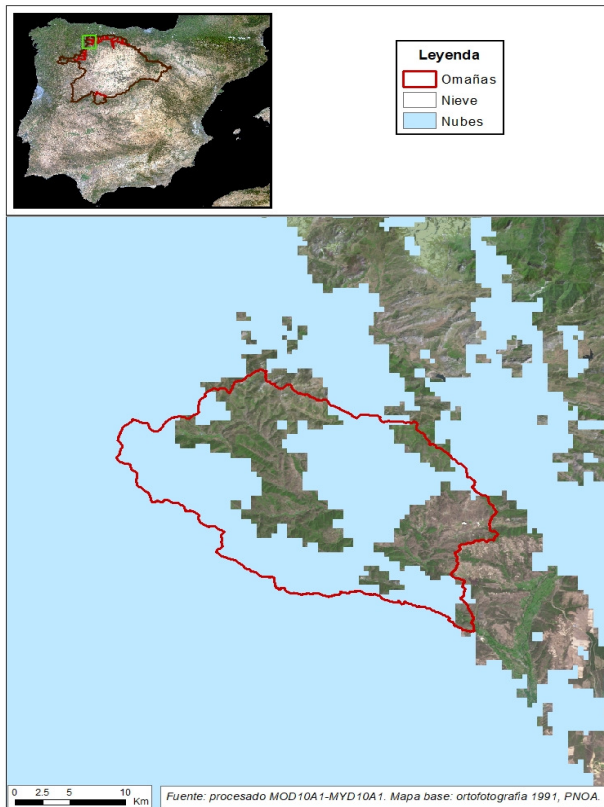 Leyenda
Omañas
Nieve
Nubes
0 2.5 5 10
Km
Fuente: procesado MOD10A1-MYD10A1. Mapa base: ortofotografía 1991, PNOA.